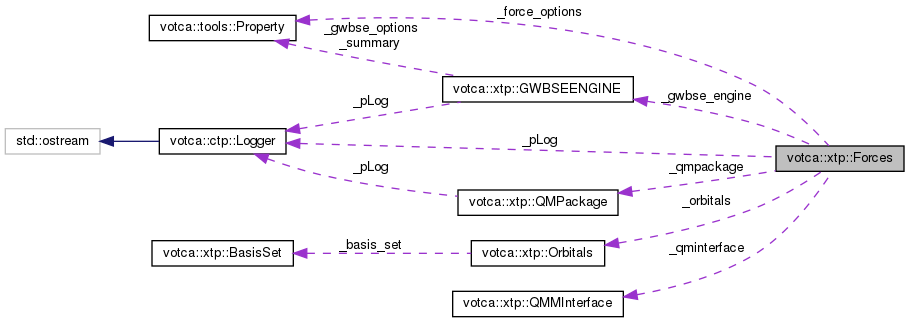 _force_options
votca::tools::Property
_gwbse_options
_summary
votca::xtp::GWBSEENGINE
_gwbse_engine
_pLog
std::ostream
votca::ctp::Logger
_pLog
votca::xtp::Forces
_pLog
_qmpackage
votca::xtp::QMPackage
_orbitals
votca::xtp::BasisSet
_basis_set
votca::xtp::Orbitals
_qminterface
votca::xtp::QMMInterface